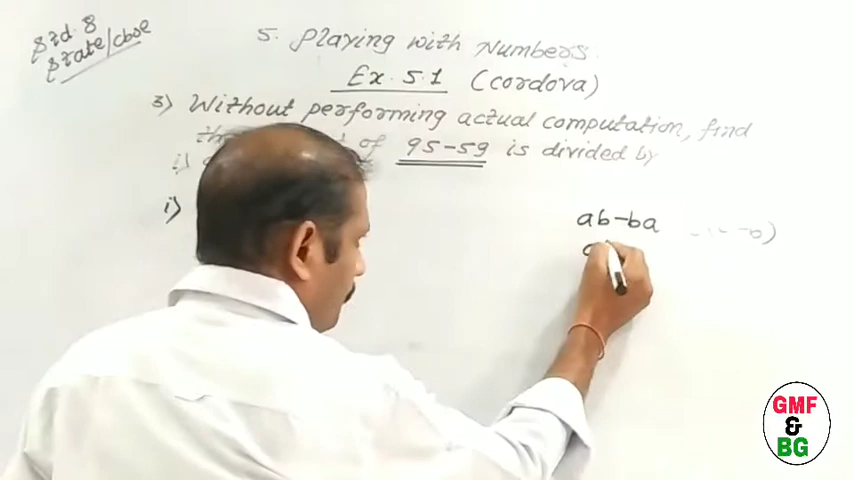 Std. 8
State/cbse
5. Playing with Numbers.
Ex. 5.1 (cordova)
3) Without performing actual computation, find
of 95-59 is divided by
i)
i)
ab-ba
GMF
&
BG